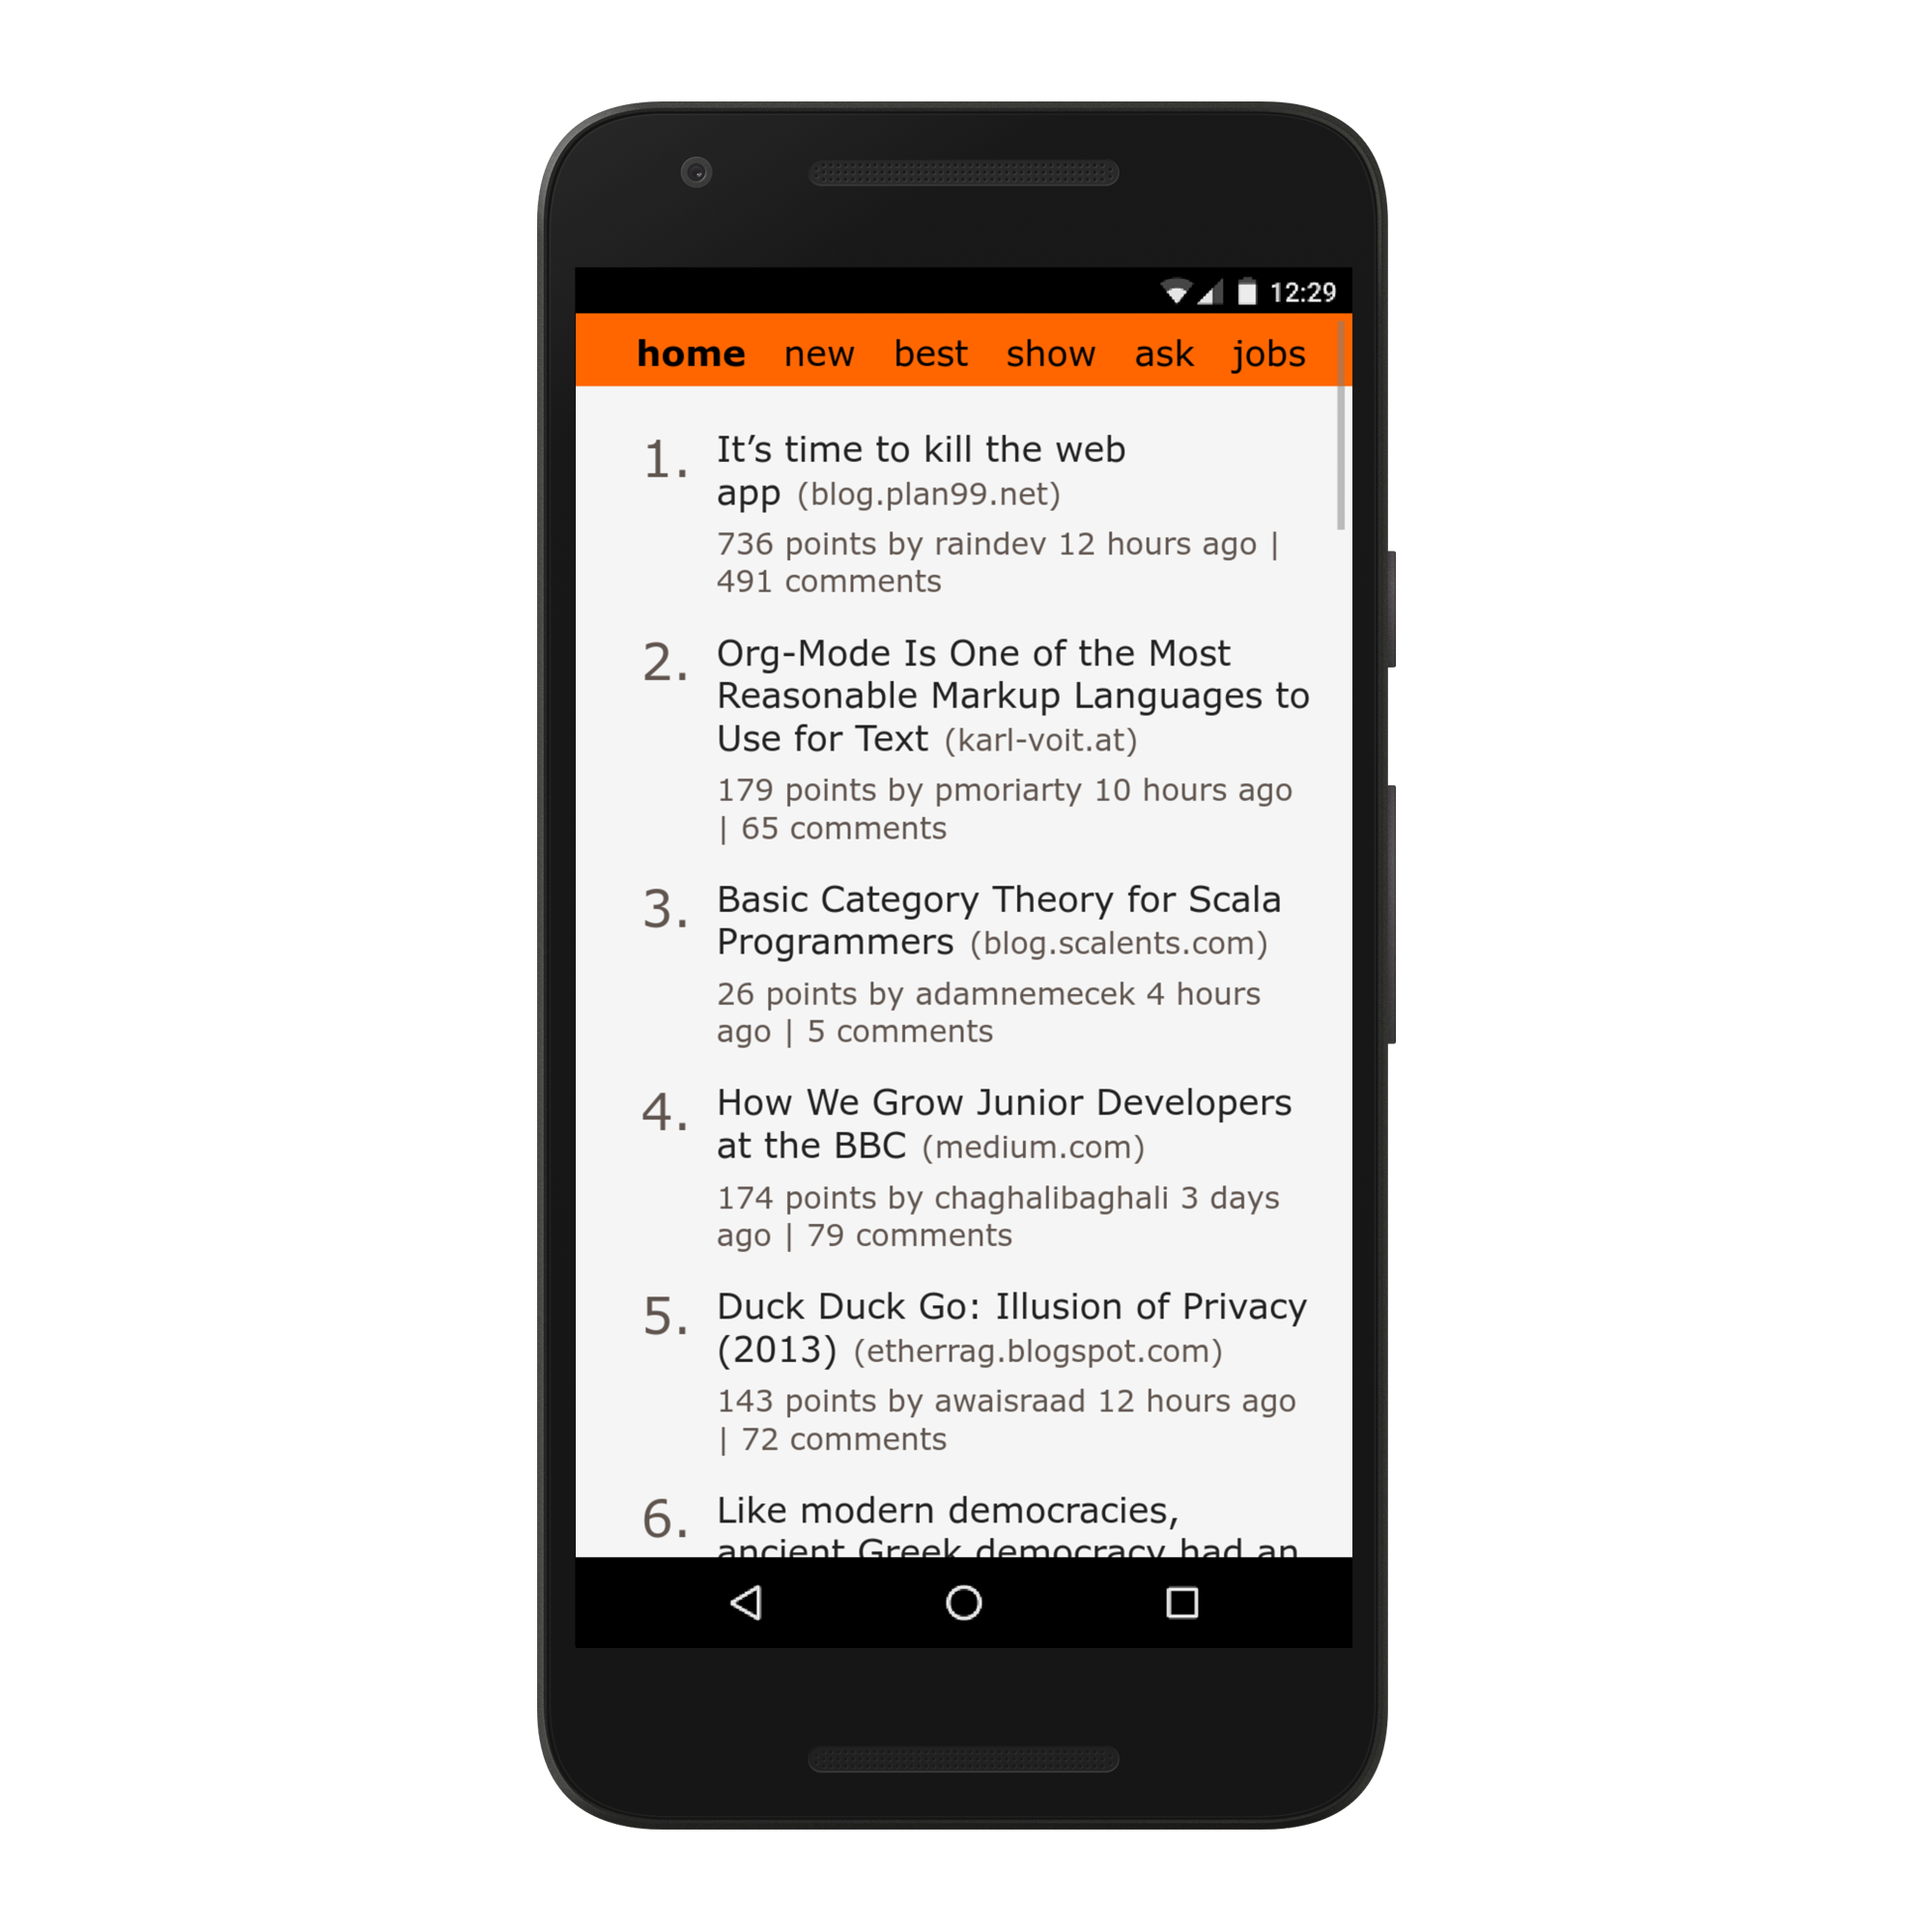 12:29
home new best show ask jobs
1. It’s time to kill the web
app (blog.plan99.net)
736 points by raindev 12 hours ago |
491 comments
2. Org-Mode Is One of the Most
Reasonable Markup Languages to
Use for Text (karl-voit.at)
179 points by pmoriarty 10 hours ago
| 65 comments
3. Basic Category Theory for Scala
Programmers (blog.scalents.com)
26 points by adamnemecek 4 hours
ago | 5 comments
4. How We Grow Junior Developers
at the BBC (medium.com)
174 points by chaghalibaghali 3 days
ago | 79 comments
5. Duck Duck Go: Illusion of Privacy
(2013) (etherrag.blogspot.com)
143 points by awaisraad 12 hours ago
| 72 comments
6. Like modern democracies,
ancient Greek democracy had an